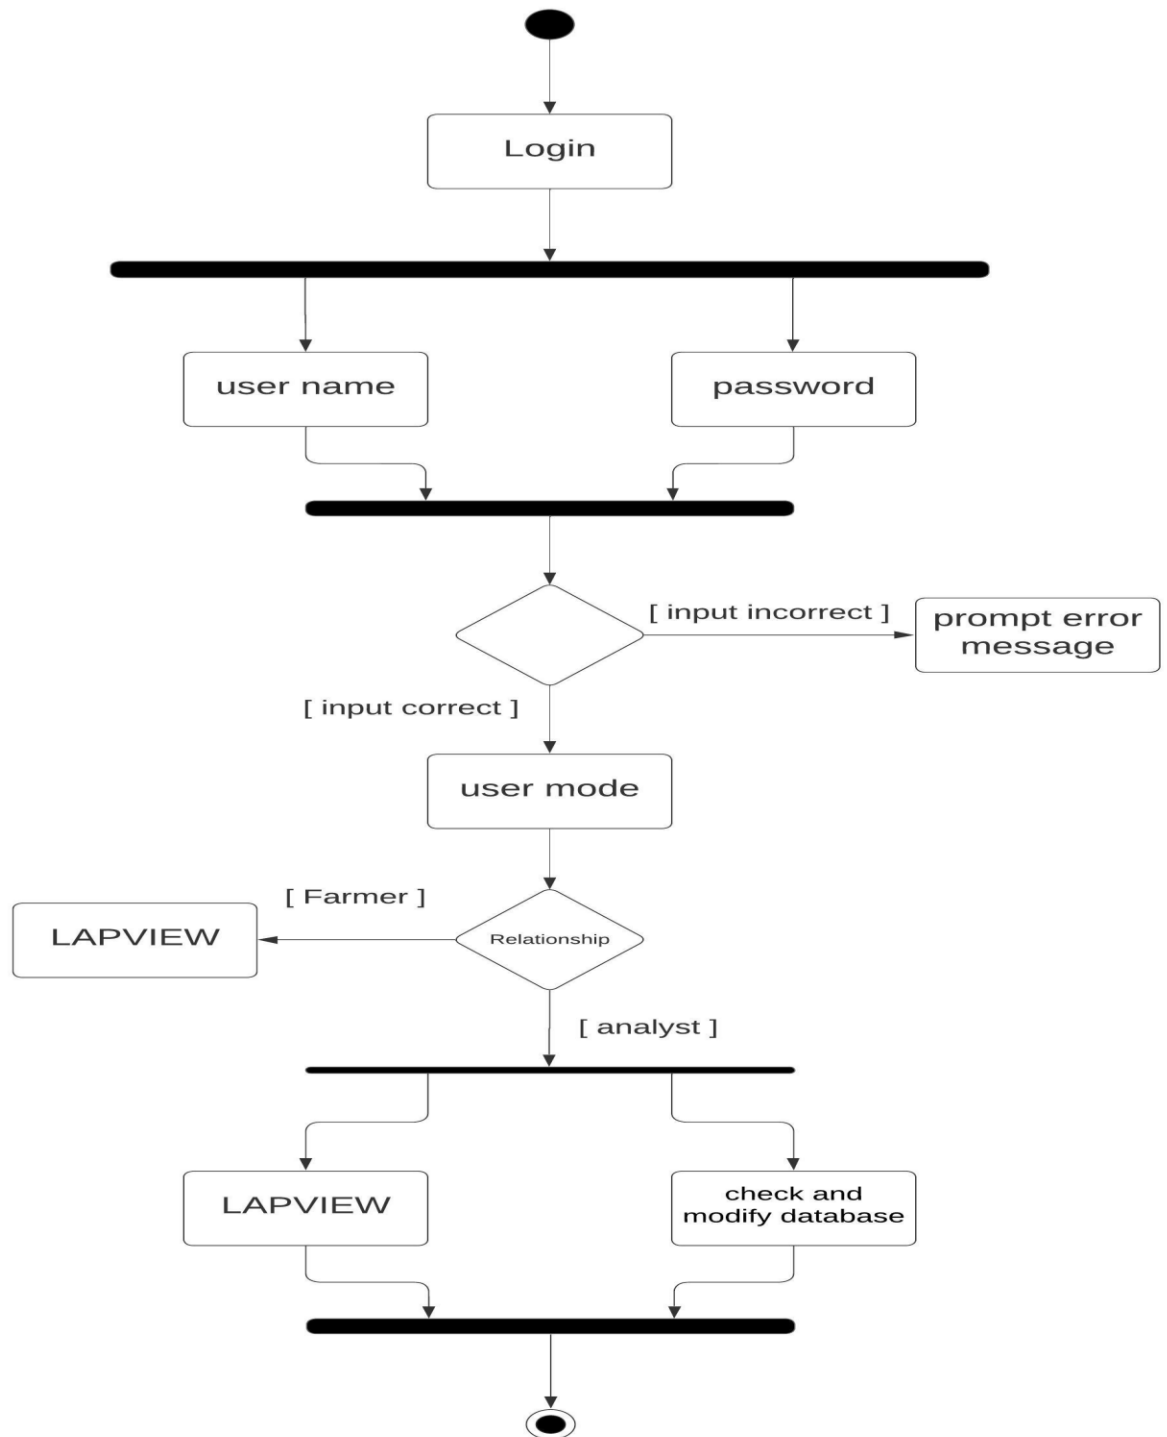 Login
user name
password
[ input incorrect ]
prompt error
message
[ input correct ]
user mode
[ Farmer ]
LAPVIEW
Relationship
[ analyst ]
LAPVIEW
check and
modify database